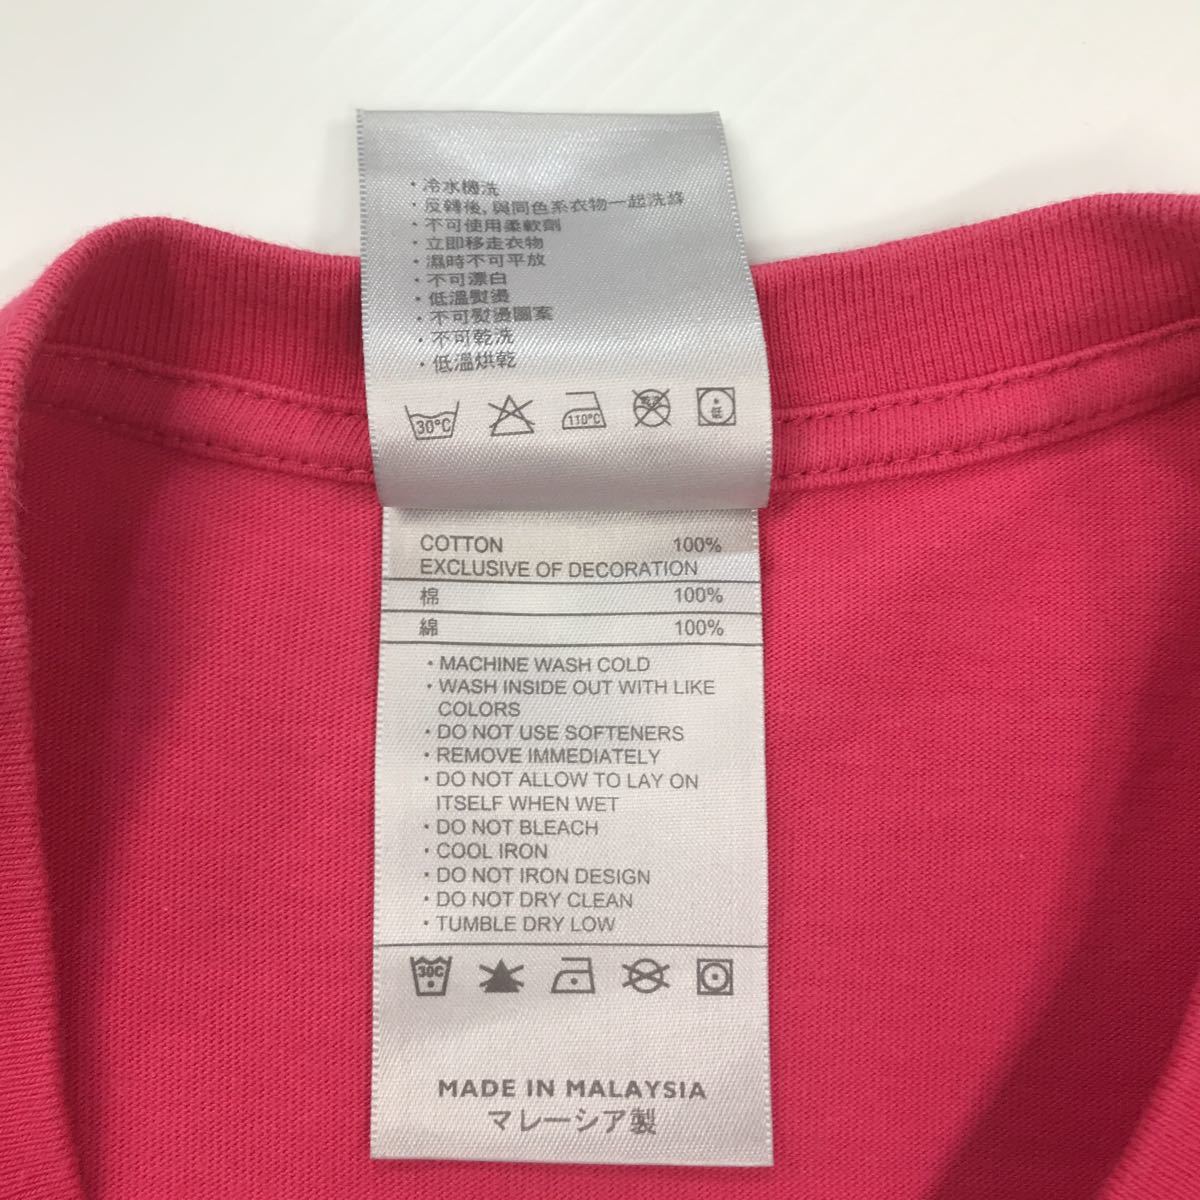 ・冷水機洗
・反轉後,與同色系衣物一起洗滌
・不可使用柔軟劑
・立即移走衣物
・濕時不可平放
・不可漂白
・低溫熨燙
・不可熨燙圖案
・不可乾洗
・低溫烘乾
30°C 110°C 乾洗 低
COTTON 100%
EXCLUSIVE OF DECORATION
棉 100%
綿 100%
・MACHINE WASH COLD
・WASH INSIDE OUT WITH LIKE
COLORS
・DO NOT USE SOFTENERS
・REMOVE IMMEDIATELY
・DO NOT ALLOW TO LAY ON
ITSELF WHEN WET
・DO NOT BLEACH
・COOL IRON
・DO NOT IRON DESIGN
・DO NOT DRY CLEAN
・TUMBLE DRY LOW
30C
MADE IN MALAYSIA
マレーシア製